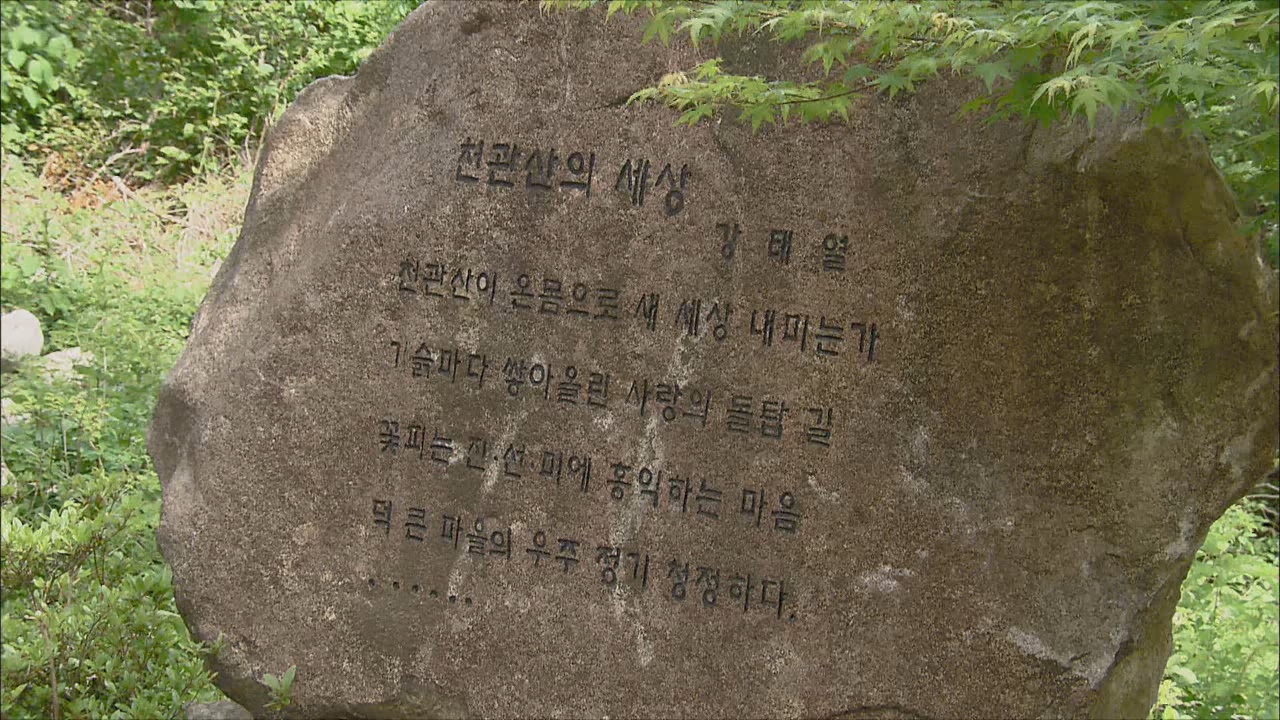 천관산의 세상
강 태 열
천관산이 온몸으로 새 세상 내미는가
기슭마다 쌓아올린 사랑의 돌탑 길
꽃피는 진·선·미에 홍익하는 마음
덕 큰 마을의 우주 정기 청정하다.
......